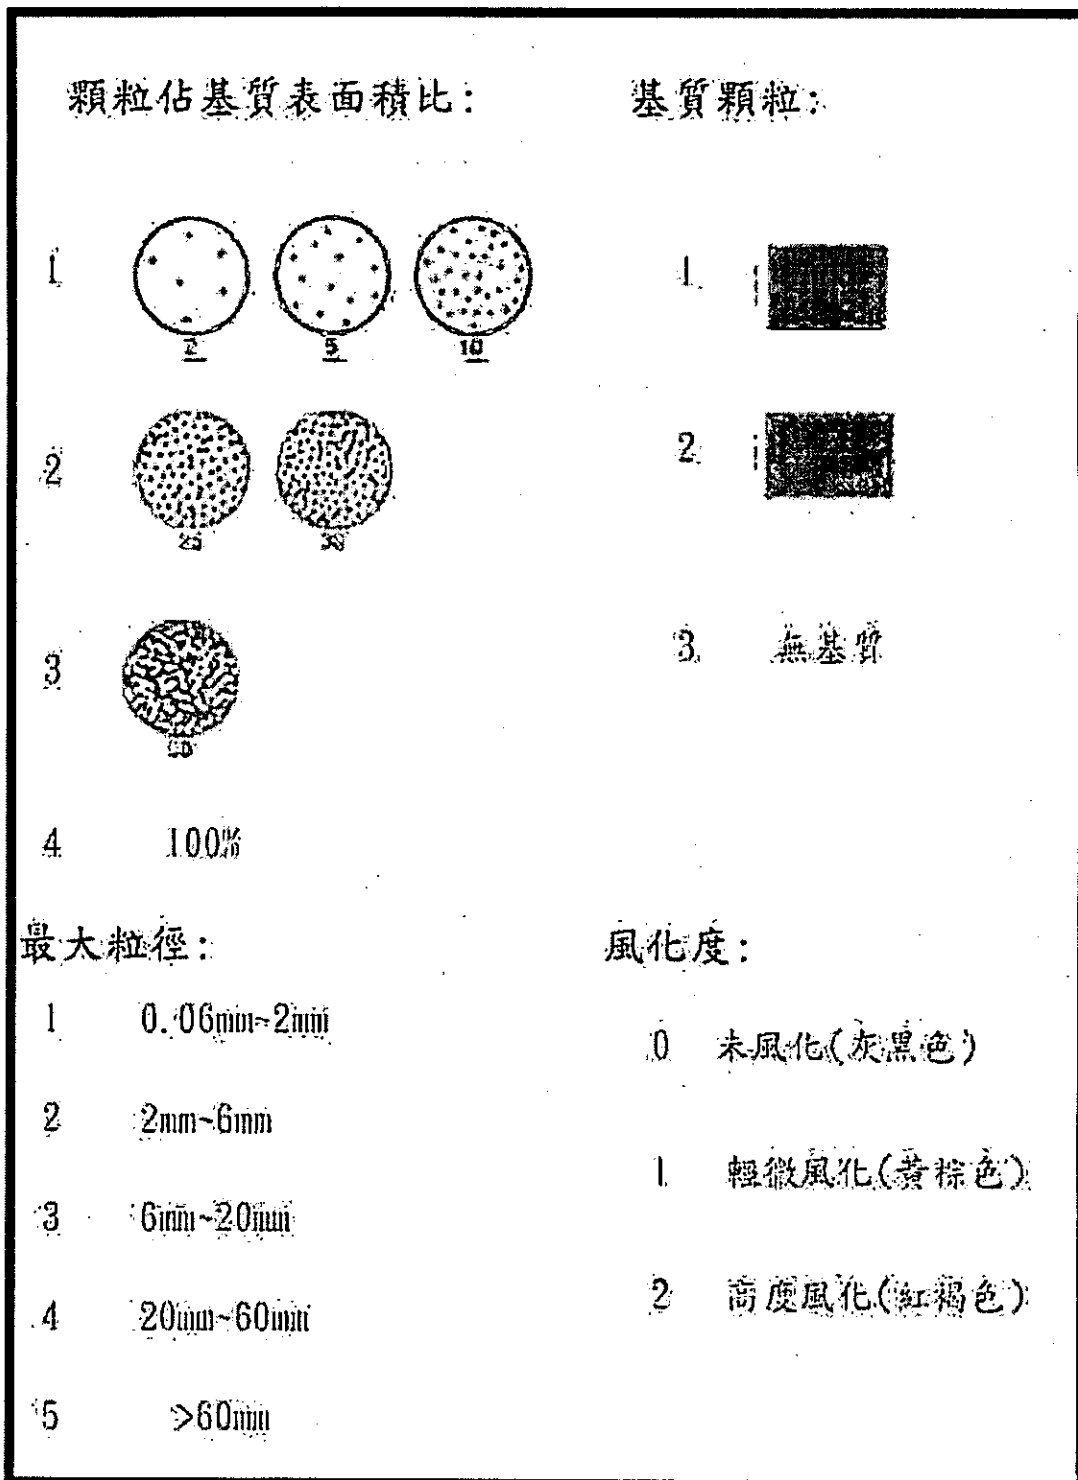 顆粒佔基質表面積比:
1
2
5
10
2
25
3
4 100%
基質顆粒:
1
2
3 無基質
最大粒徑:
1 0.06mm~2mm
2 2mm~6mm
3 6mm~20mm
4 20mm~60mm
5 >60mm
風化度:
0 未風化(灰黑色)
1 輕微風化(黃棕色)
2 高度風化(紅褐色)